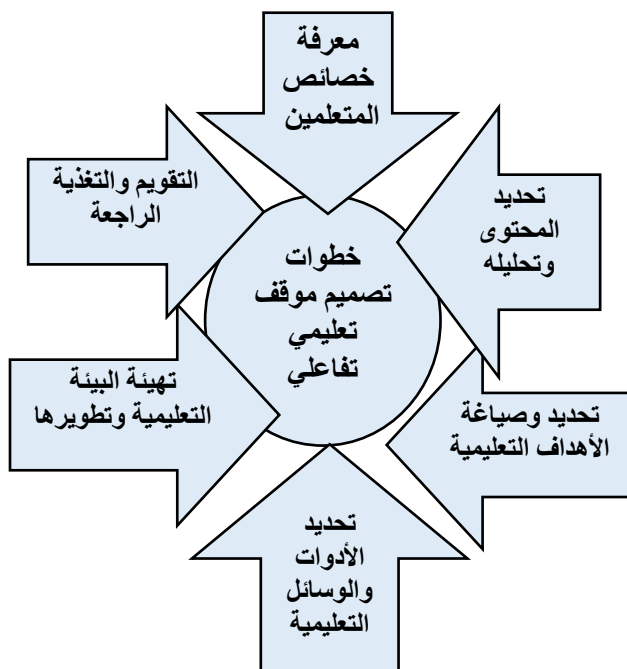 معرفة
خصائص
المتعلمين
تحديد
المحتوى
وتحليله
تحديد وصياغة
الأهداف التعليمية
تحديد
الأدوات
والوسائل
التعليمية
تهيئة البيئة
التعليمية وتطويرها
التقويم والتغذية
الراجعة
خطوات
تصميم موقف
تعليمي
تفاعلي